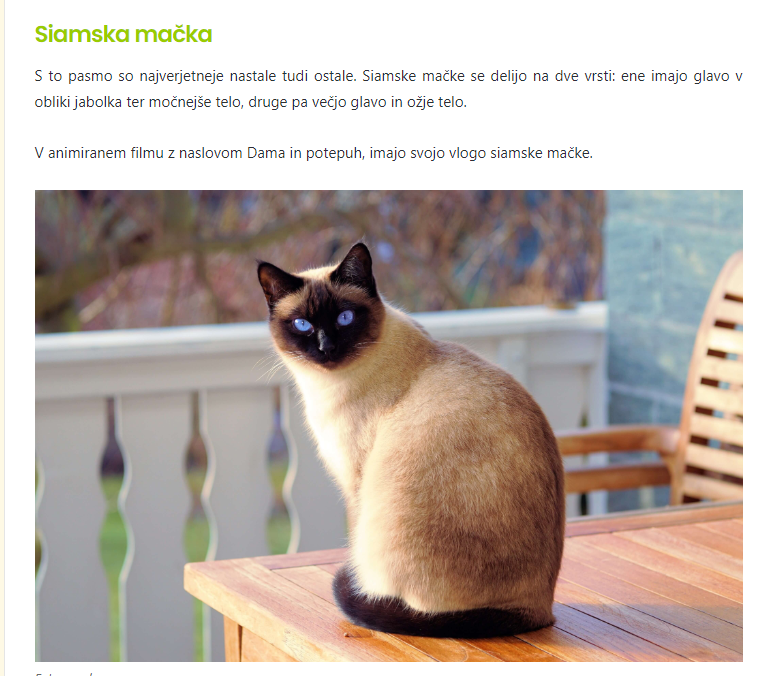 Siamska mačka
S to pasmo so najverjetneje nastale tudi ostale. Siamske mačke se delijo na dve vrsti: ene imajo glavo v
obliki jabolka ter močnejše telo, druge pa večjo glavo in ožje telo.
V animiranem filmu z naslovom Dama in potepuh, imajo svojo vlogo siamske mačke.